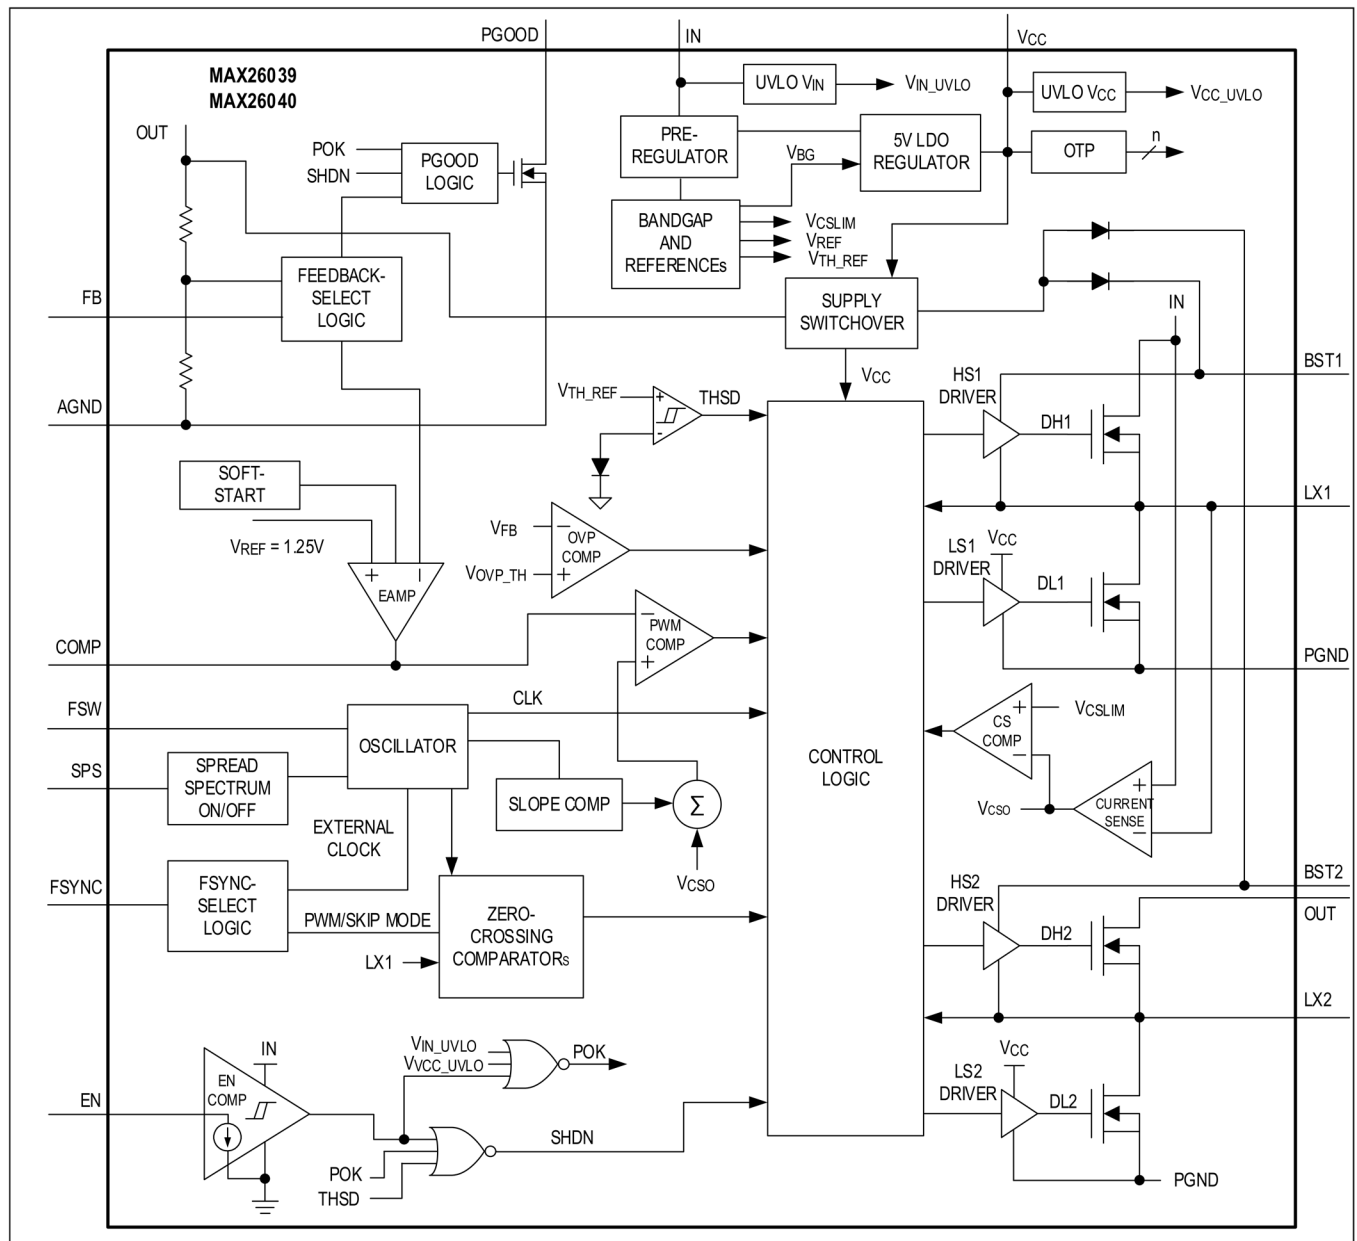 PGOOD
IN
VCC
MAX26039
MAX26040
UVLO VIN
VIN_UVLO
UVLO VCC
VCC_UVLO
OUT
POK
SHDN
PGOOD
LOGIC
PRE-
REGULATOR
5V LDO
REGULATOR
VBG
OTP
n
BANDGAP
AND
REFERENCEs
VCSLIM
VREF
VTH_REF
FB
FEEDBACK-
SELECT
LOGIC
SUPPLY
SWITCHOVER
IN
VCC
BST1
AGND
VTH_REF
+
-
THSD
HS1
DRIVER
DH1
SOFT-
START
LX1
VREF = 1.25V
+
−
EAMP
VFB
−
OVP
COMP
VOVP_TH
+
VCC
LS1
DRIVER
DL1
COMP
−
PWM
COMP
+
PGND
FSW
OSCILLATOR
CLK
CONTROL
LOGIC
+
CS
COMP
−
VCSLIM
SPS
SPREAD
SPECTRUM
ON/OFF
SLOPE COMP
Σ
VCSO
VCSO
+
CURRENT
SENSE
−
EXTERNAL
CLOCK
FSYNC
FSYNC-
SELECT
LOGIC
PWM/SKIP MODE
LX1
ZERO-
CROSSING
COMPARATORs
HS2
DRIVER
DH2
BST2
OUT
LX2
EN
EN
COMP
IN
VIN_UVLO
VVCC_UVLO
POK
POK
THSD
SHDN
VCC
LS2
DRIVER
DL2
PGND